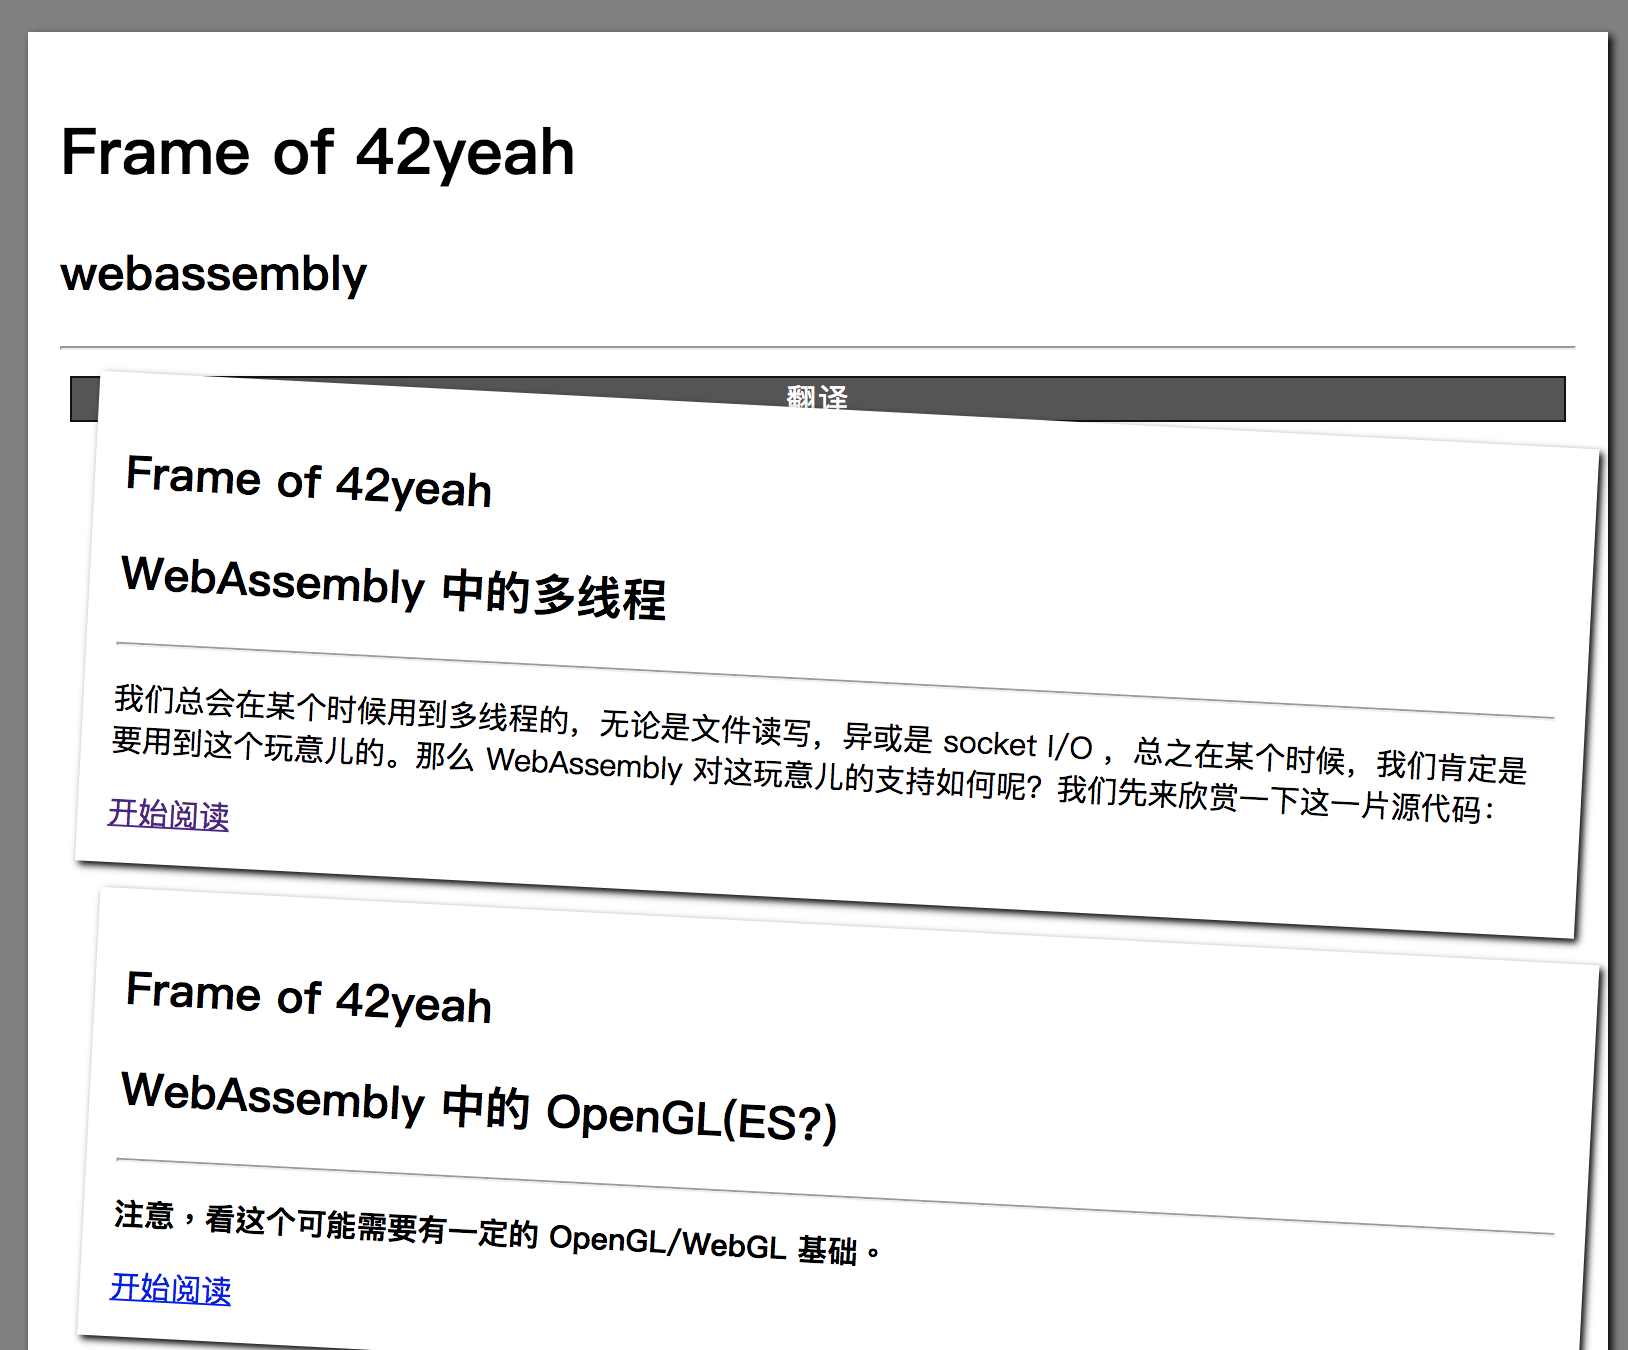 Frame of 42yeah
webassembly
翻译
Frame of 42yeah
WebAssembly 中的多线程
我们总会在某个时候用到多线程的，无论是文件读写，异或是 socket I/O ，总之在某个时候，我们肯定是
要用到这个玩意儿的。那么 WebAssembly 对这玩意儿的支持如何呢？我们先来欣赏一下这一片源代码：
开始阅读
Frame of 42yeah
WebAssembly 中的 OpenGL(ES?)
注意，看这个可能需要有一定的 OpenGL/WebGL 基础。
开始阅读